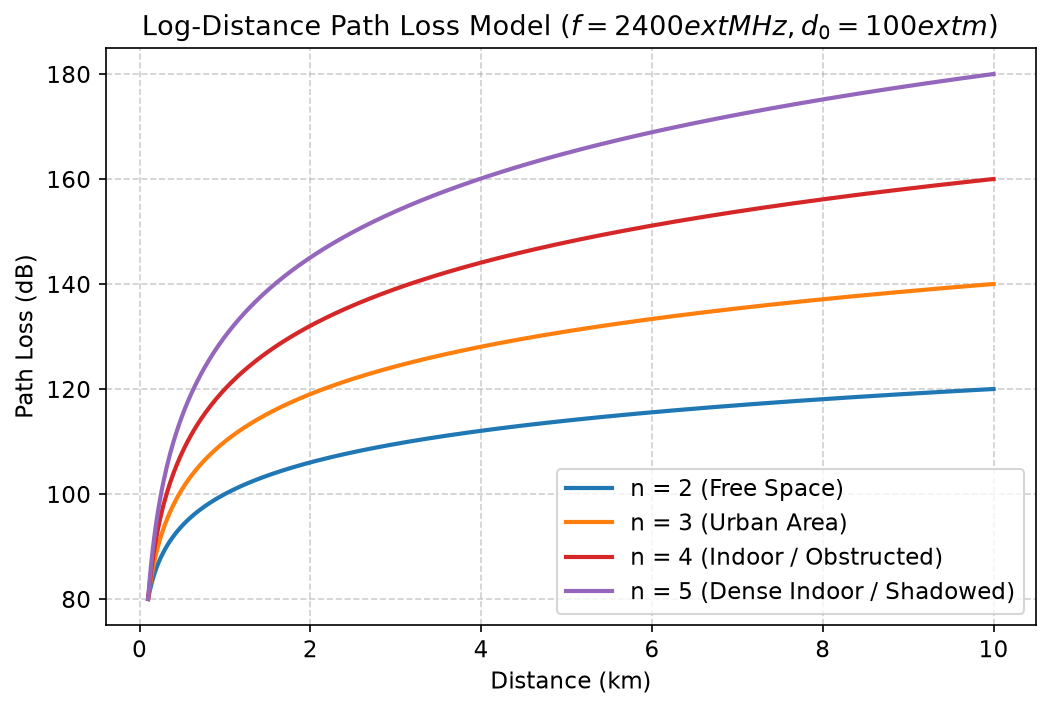 Log-Distance Path Loss Model (f = 2400extMHz, d₀ = 100extm)
Path Loss (dB)
180
160
140
120
100
80
0 2 4 6 8 10
Distance (km)
n = 2 (Free Space)
n = 3 (Urban Area)
n = 4 (Indoor / Obstructed)
n = 5 (Dense Indoor / Shadowed)